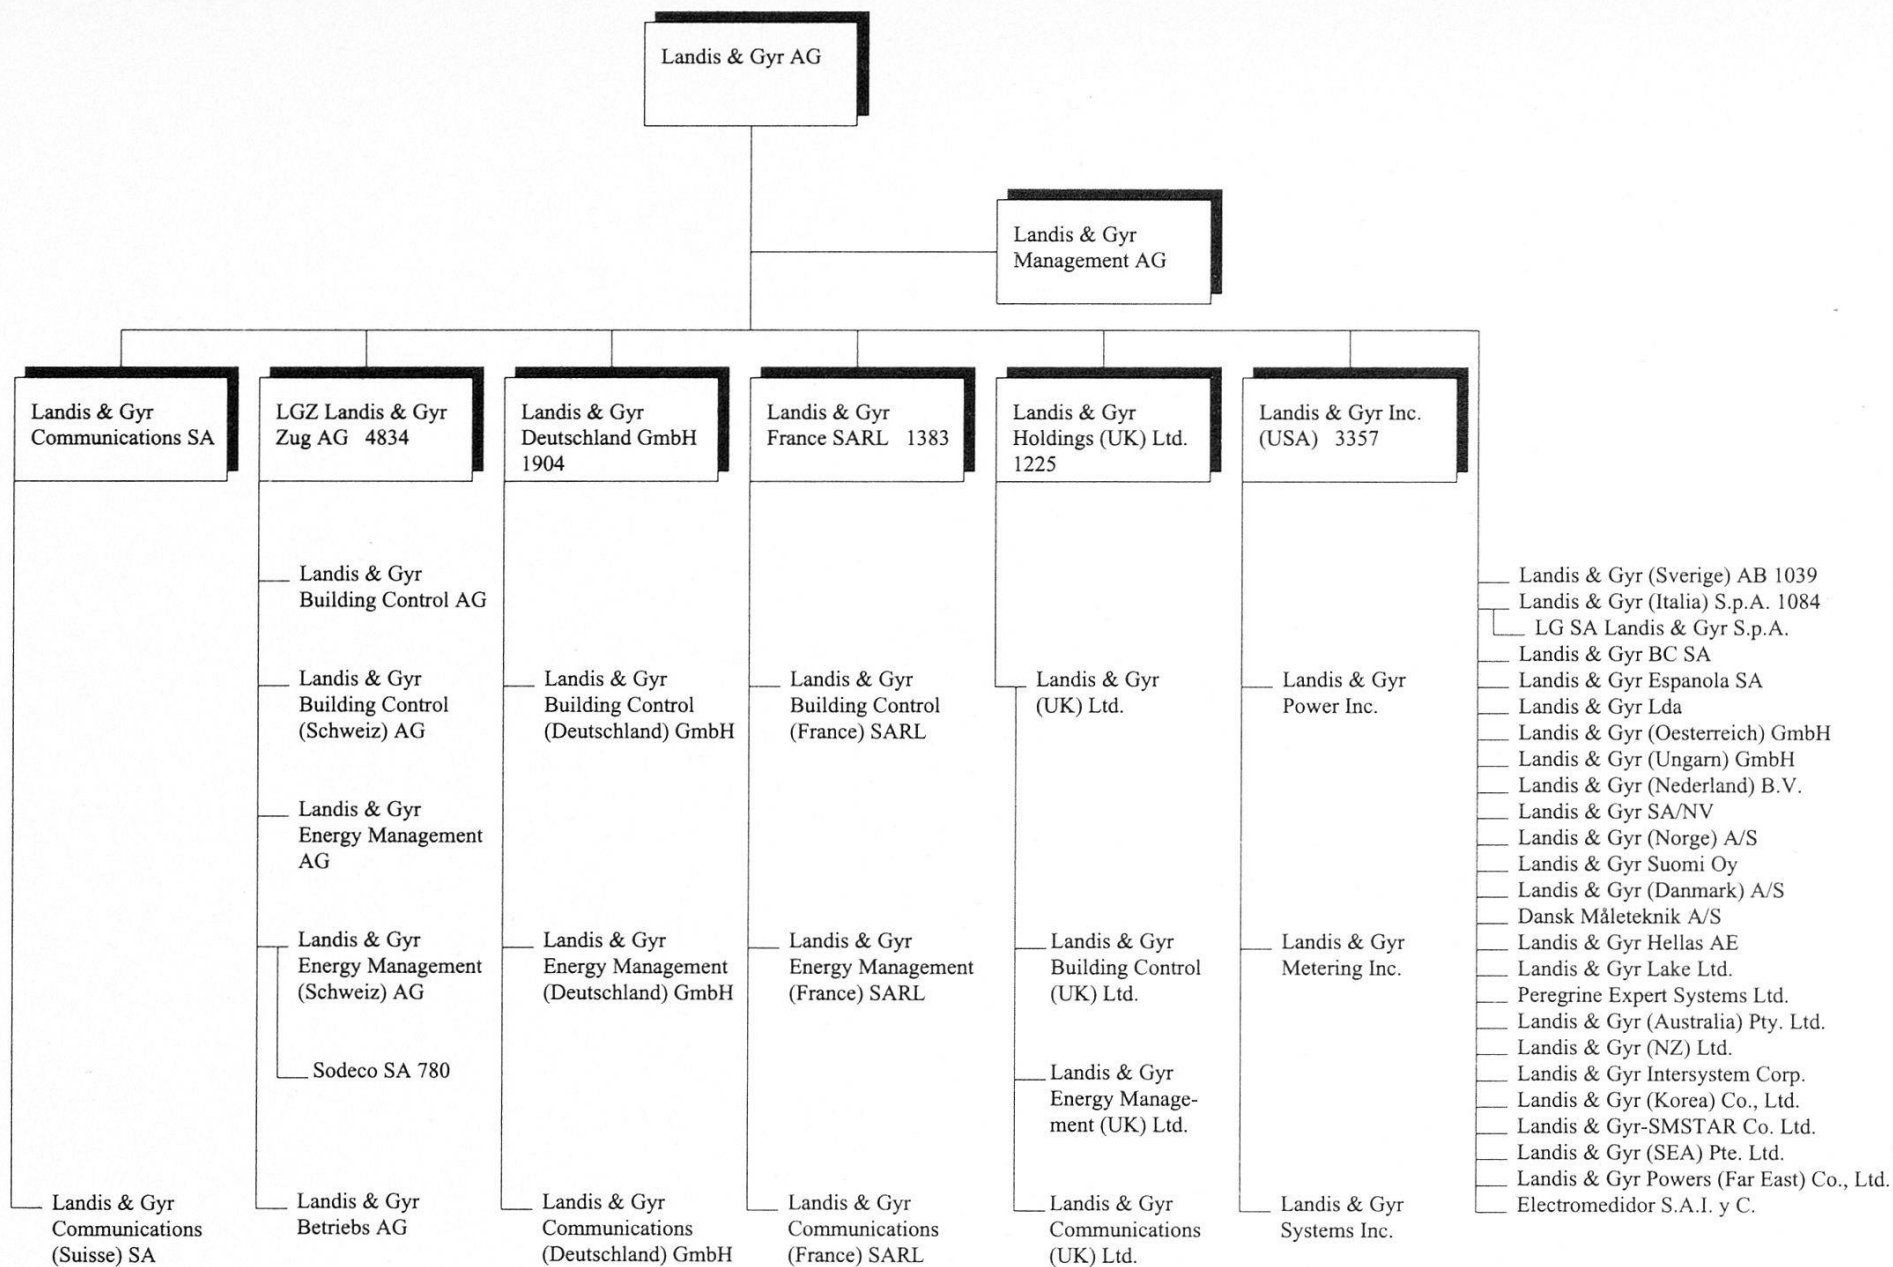 Landis & Gyr AG
Landis & Gyr
Management AG
Landis & Gyr
Communications SA
LGZ Landis & Gyr
Zug AG 4834
Landis & Gyr
Deutschland GmbH
1904
Landis & Gyr
France SARL 1383
Landis & Gyr
Holdings (UK) Ltd.
1225
Landis & Gyr Inc.
(USA) 3357
Landis & Gyr
Communications
(Suisse) SA
Landis & Gyr
Building Control AG
Landis & Gyr
Building Control
(Schweiz) AG
Landis & Gyr
Energy Management
AG
Landis & Gyr
Energy Management
(Schweiz) AG
Sodeco SA 780
Landis & Gyr
Betriebs AG
Landis & Gyr
Building Control
(Deutschland) GmbH
Landis & Gyr
Energy Management
(Deutschland) GmbH
Landis & Gyr
Communications
(Deutschland) GmbH
Landis & Gyr
Building Control
(France) SARL
Landis & Gyr
Energy Management
(France) SARL
Landis & Gyr
Communications
(France) SARL
Landis & Gyr
(UK) Ltd.
Landis & Gyr
Building Control
(UK) Ltd.
Landis & Gyr
Energy Manage-
ment (UK) Ltd.
Landis & Gyr
Communications
(UK) Ltd.
Landis & Gyr
Power Inc.
Landis & Gyr
Metering Inc.
Landis & Gyr
Systems Inc.
Landis & Gyr (Sverige) AB 1039
Landis & Gyr (Italia) S.p.A. 1084
LG SA Landis & Gyr S.p.A.
Landis & Gyr BC SA
Landis & Gyr Espanola SA
Landis & Gyr Lda
Landis & Gyr (Oesterreich) GmbH
Landis & Gyr (Ungarn) GmbH
Landis & Gyr (Nederland) B.V.
Landis & Gyr SA/NV
Landis & Gyr (Norge) A/S
Landis & Gyr Suomi Oy
Landis & Gyr (Danmark) A/S
Dansk Måleteknik A/S
Landis & Gyr Hellas AE
Landis & Gyr Lake Ltd.
Peregrine Expert Systems Ltd.
Landis & Gyr (Australia) Pty. Ltd.
Landis & Gyr (NZ) Ltd.
Landis & Gyr Intersystem Corp.
Landis & Gyr (Korea) Co., Ltd.
Landis & Gyr-SMSTAR Co. Ltd.
Landis & Gyr (SEA) Pte. Ltd.
Landis & Gyr Powers (Far East) Co., Ltd.
Electromedidor S.A.I. y C.